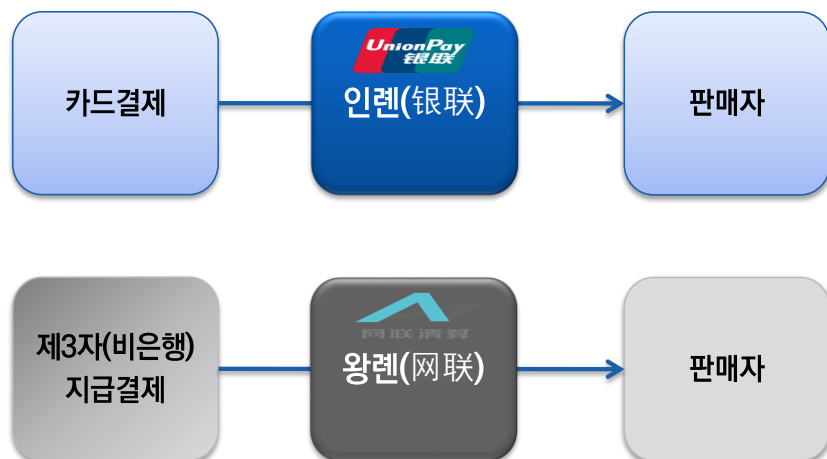 UnionPay
银联
카드결제
인롄(银联)
판매자
网联清算
제3자(비은행)
지급결제
왕롄(网联)
판매자